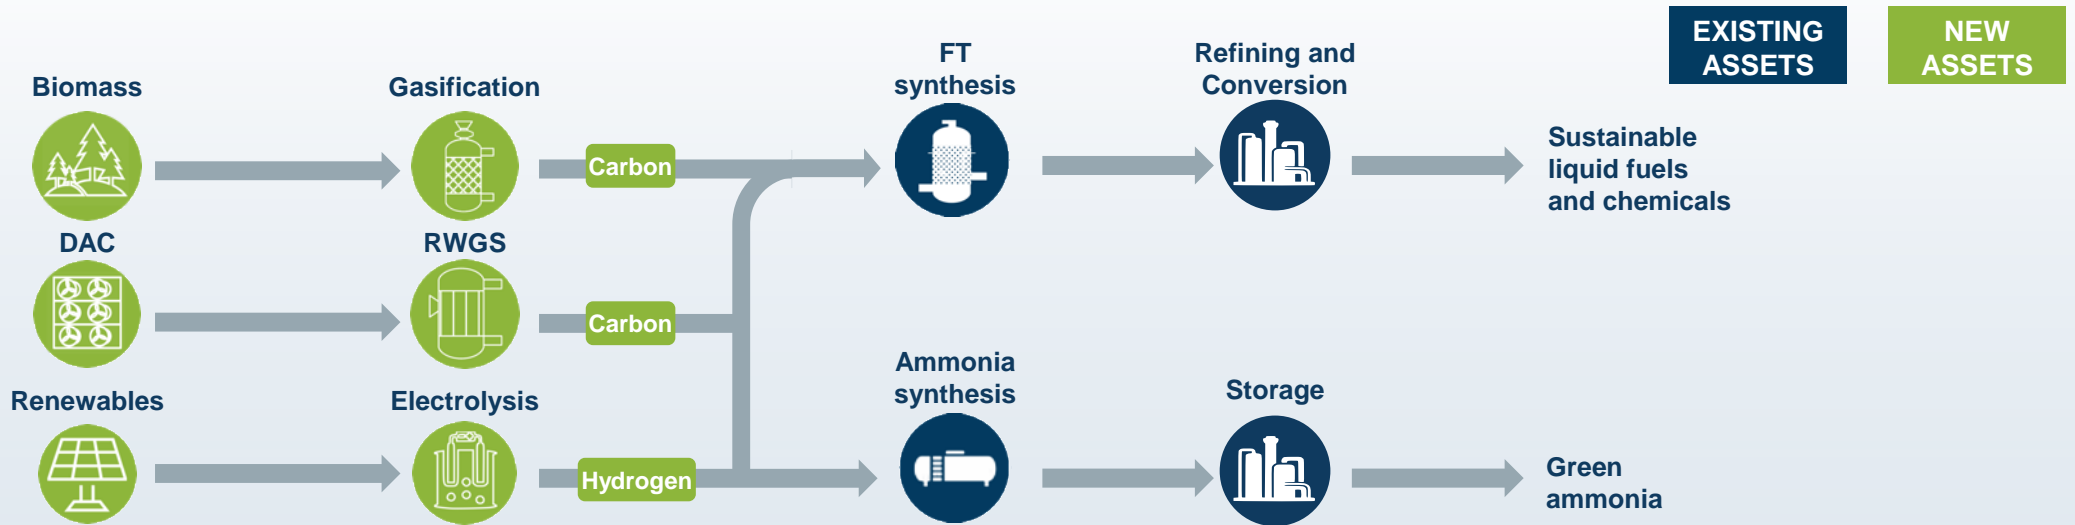 EXISTING
ASSETS
NEW
ASSETS
Biomass
Gasification
Carbon
FT
synthesis
Refining and
Conversion
Sustainable
liquid fuels
and chemicals
DAC
RWGS
Carbon
Renewables
Electrolysis
Hydrogen
Ammonia
synthesis
Storage
Green
ammonia